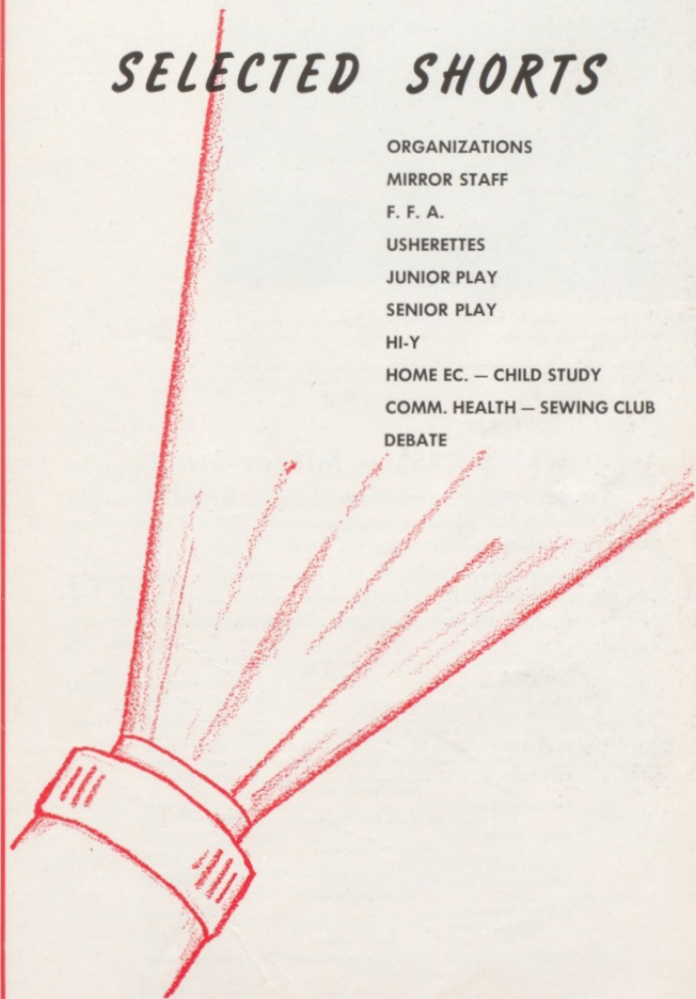 SELECTED SHORTS
ORGANIZATIONS
MIRROR STAFF
F. F. A.
USHERETTES
JUNIOR PLAY
SENIOR PLAY
HI-Y
HOME EC. — CHILD STUDY
COMM. HEALTH — SEWING CLUB
DEBATE